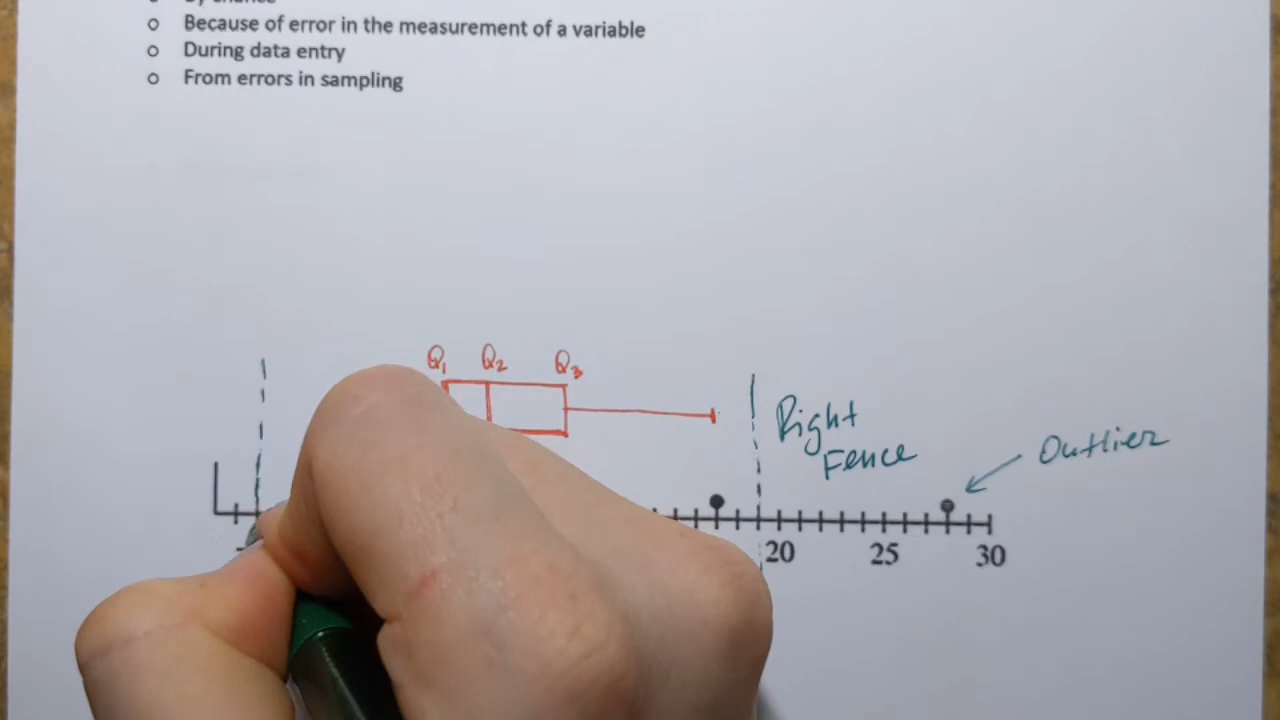 Because of error in the measurement of a variable
During data entry
From errors in sampling
Q1 Q2 Q3
Right
Fence
Outlier
20 25 30